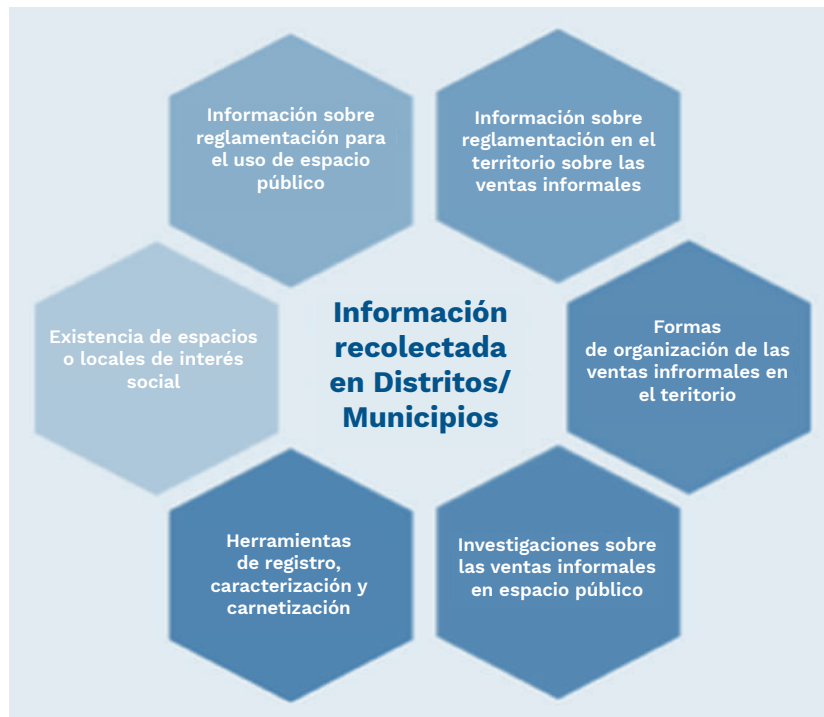 Información sobre
reglamentación para
el uso de espacio
público
Información sobre
reglamentación en el
territorio sobre las
ventas informales
Existencia de espacios
o locales de interés
social
Información
recolectada
en Distritos/
Municipios
Formas
de organización de las
ventas infrormales en
el teritorio
Herramientas
de registro,
caracterización y
carnetización
Investigaciones sobre
las ventas informales
en espacio público